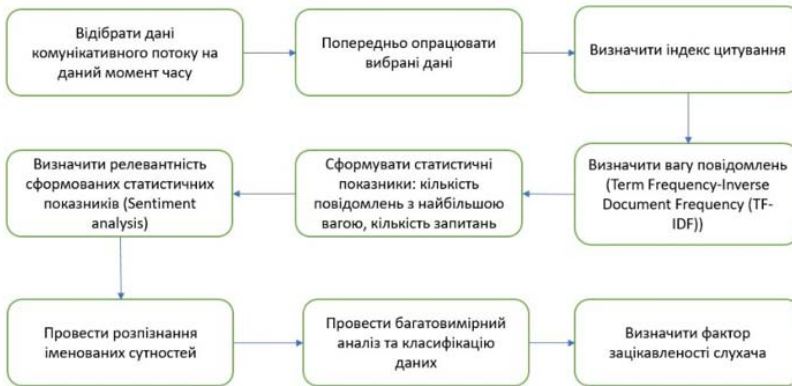 Відібрати дані
комунікативного потоку на
даний момент часу
Попередньо опрацювати
вибрані дані
Визначити індекс цитування
Визначити вагу повідомлень
(Term Frequency-Inverse
Document Frequency (TF-
IDF))
Сформувати статистичні
показники: кількість
повідомлень з найбільшою
вагою, кількість запитань
Визначити релевантність
сформованих статистичних
показників (Sentiment
analysis)
Провести розпізнання
іменованих сутностей
Провести багатовимірний
аналіз та класифікацію
даних
Визначити фактор
зацікавленості слухача